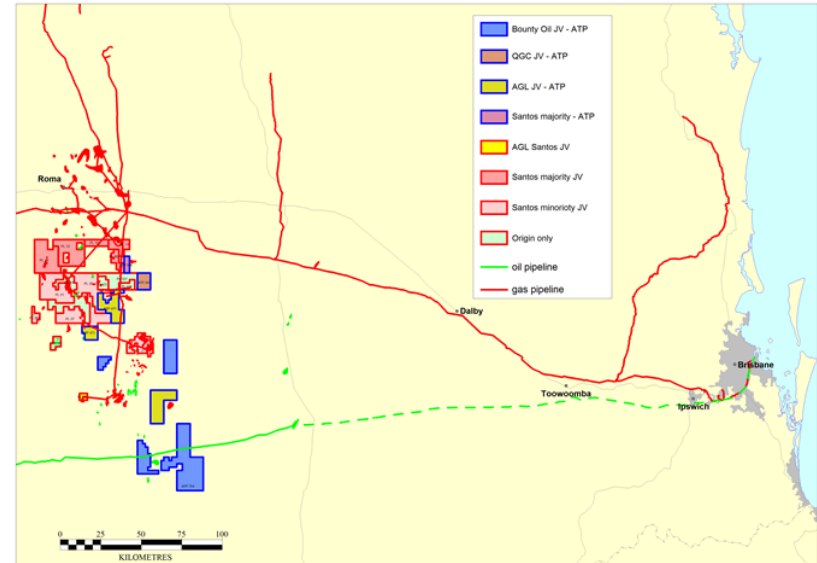 Bounty Oil JV - ATP
QGC JV - ATP
AGL JV - ATP
Santos majority - ATP
AGL Santos JV
Santos majority JV
Santos minoricty JV
Origin only
oil pipeline
gas pipeline
Roma
Dalby
Brisbane
Toowoomba
Ipswich
0 25 50 75 100
KILOMETRES